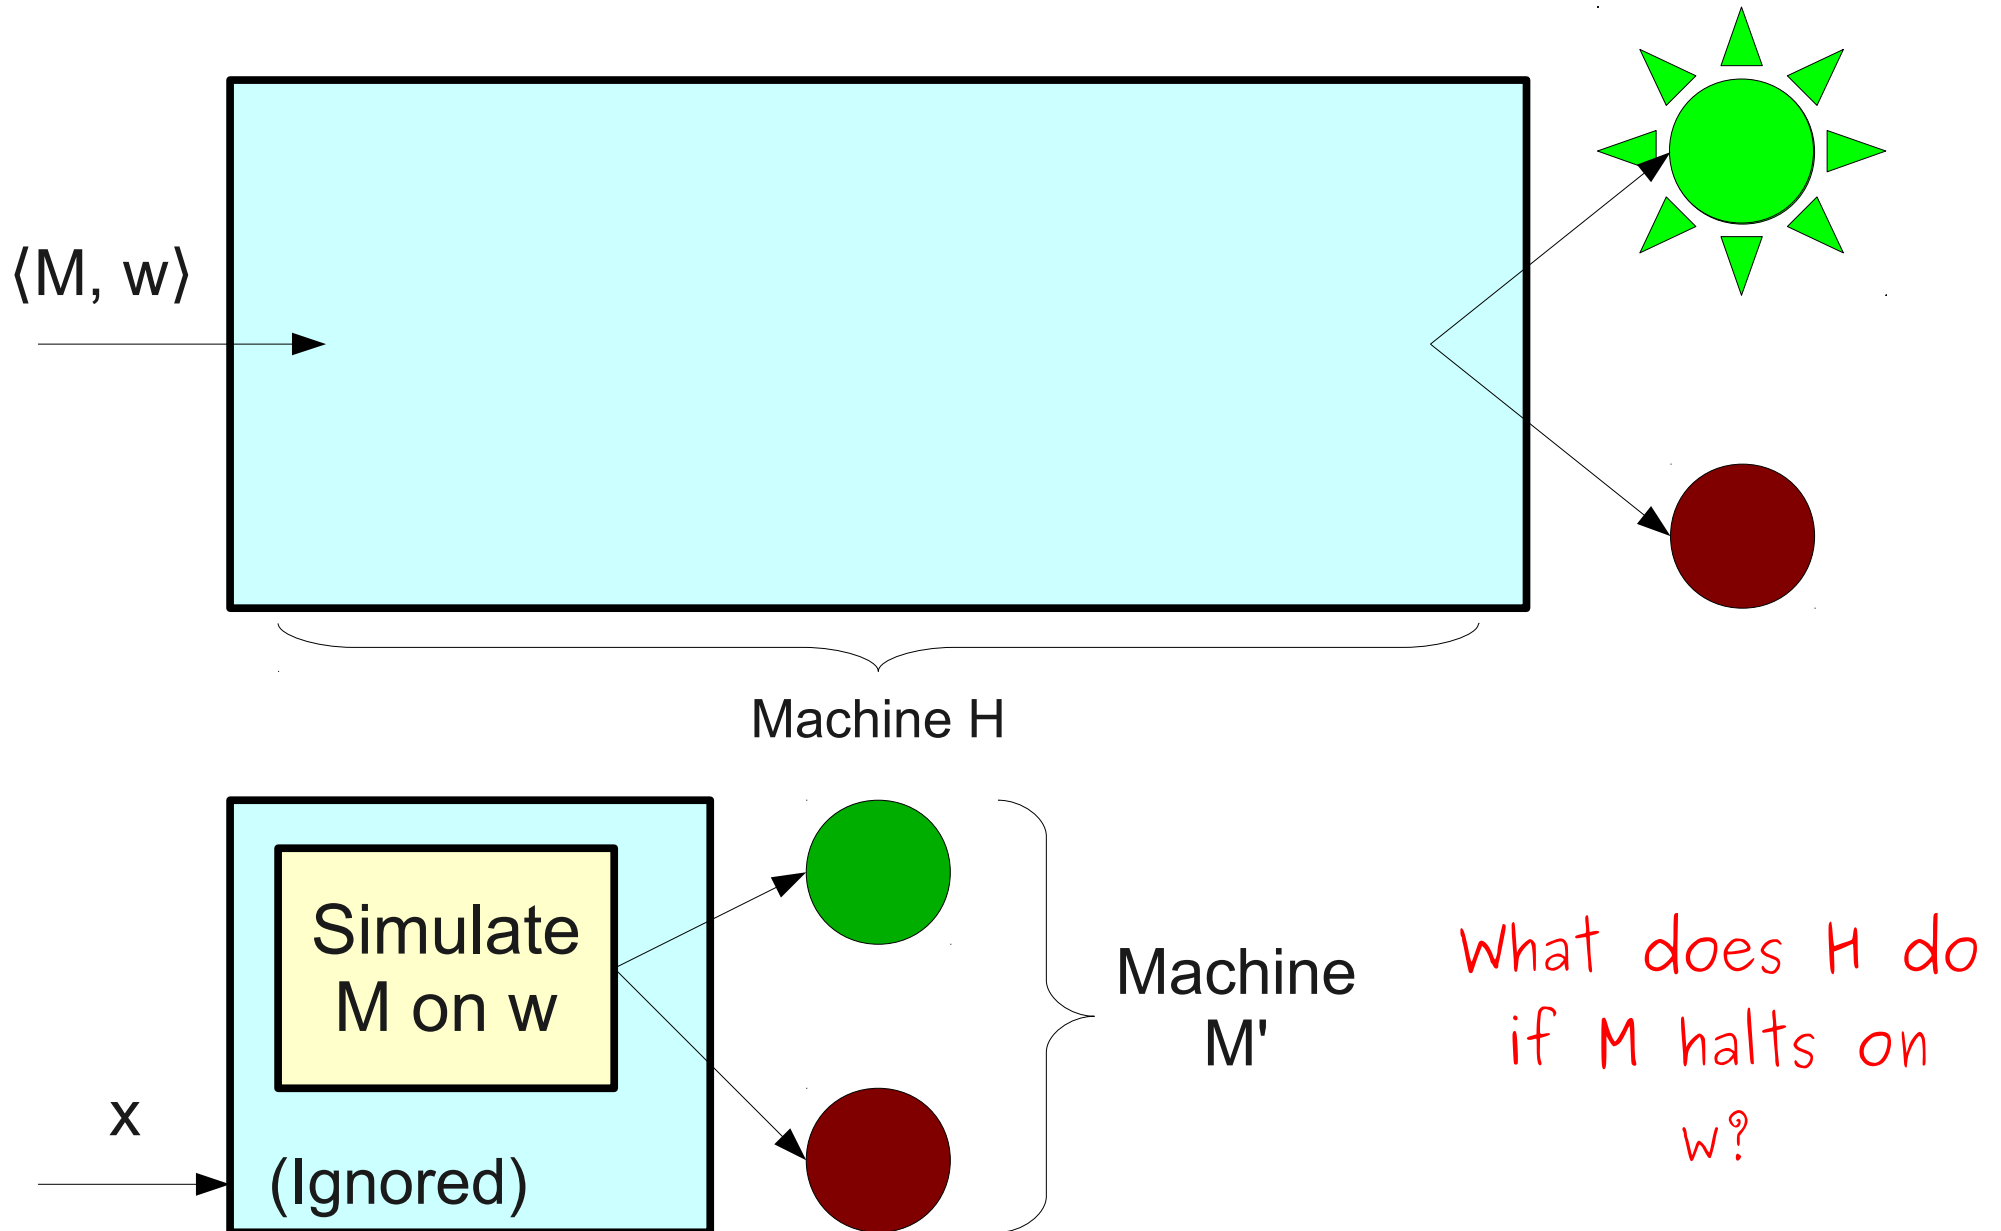 ⟨M, w⟩
Machine H
Simulate
M on w
x
(Ignored)
Machine
M'
What does H do
if M halts on
w?